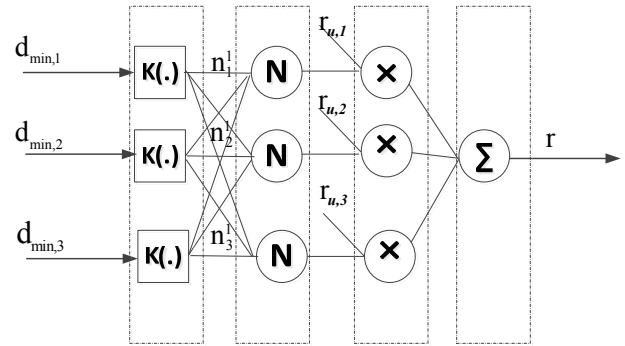 d_min,1
K(.)
n_1^1
N
r_u,1
×
d_min,2
K(.)
n_2^1
N
r_u,2
×
Σ
r
d_min,3
K(.)
n_3^1
N
r_u,3
×